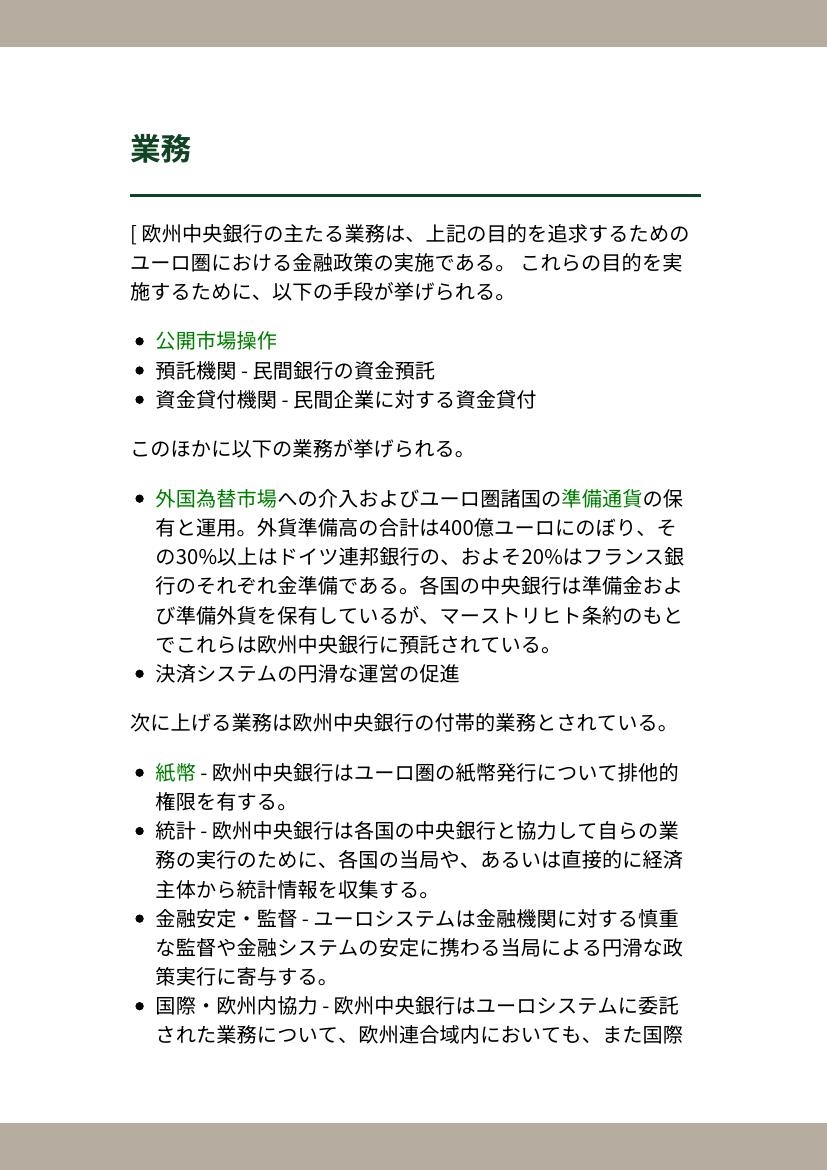 業務
[ 欧州中央銀行の主たる業務は、上記の目的を追求するための
ユーロ圏における金融政策の実施である。 これらの目的を実
施するために、以下の手段が挙げられる。
• 公開市場操作
• 預託機関 - 民間銀行の資金預託
• 資金貸付機関 - 民間企業に対する資金貸付
このほかに以下の業務が挙げられる。
• 外国為替市場への介入およびユーロ圏諸国の準備通貨の保
有と運用。外貨準備高の合計は400億ユーロにのぼり、そ
の30%以上はドイツ連邦銀行の、およそ20%はフランス銀
行のそれぞれ金準備である。各国の中央銀行は準備金およ
び準備外貨を保有しているが、マーストリヒト条約のもと
でこれらは欧州中央銀行に預託されている。
• 決済システムの円滑な運営の促進
次に上げる業務は欧州中央銀行の付帯的業務とされている。
• 紙幣 - 欧州中央銀行はユーロ圏の紙幣発行について排他的
権限を有する。
• 統計 - 欧州中央銀行は各国の中央銀行と協力して自らの業
務の実行のために、各国の当局や、あるいは直接的に経済
主体から統計情報を収集する。
• 金融安定・監督 - ユーロシステムは金融機関に対する慎重
な監督や金融システムの安定に携わる当局による円滑な政
策実行に寄与する。
• 国際・欧州内協力 - 欧州中央銀行はユーロシステムに委託
された業務について、欧州連合域内においても、また国際